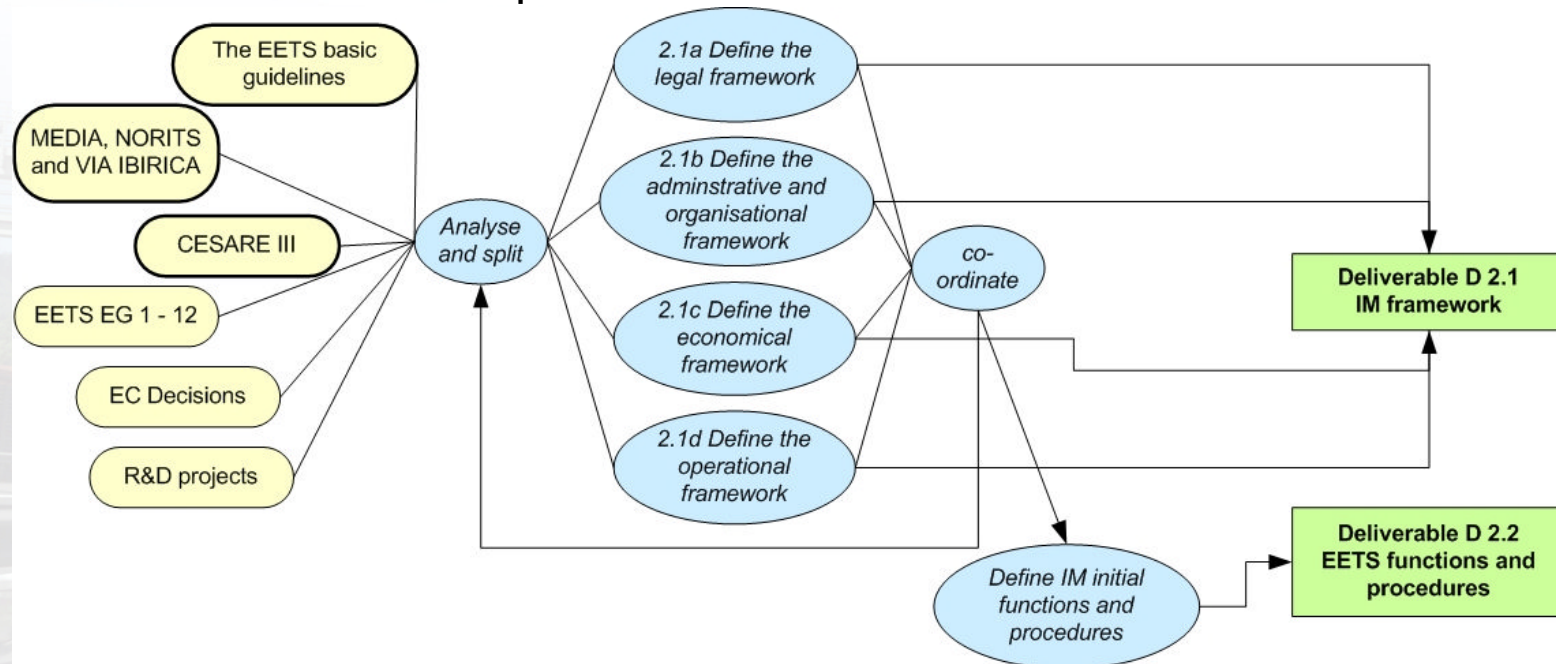 The EETS basic
guidelines
MEDIA, NORITS
and VIA IBIRICA
CESARE III
EETS EG 1 - 12
EC Decisions
R&D projects
Analyse
and split
2.1a Define the
legal framework
2.1b Define the
adminstrative and
organisational
framework
2.1c Define the
economical
framework
2.1d Define the
operational
framework
co-
ordinate
Define IM initial
functions and
procedures
Deliverable D 2.1
IM framework
Deliverable D 2.2
EETS functions and
procedures